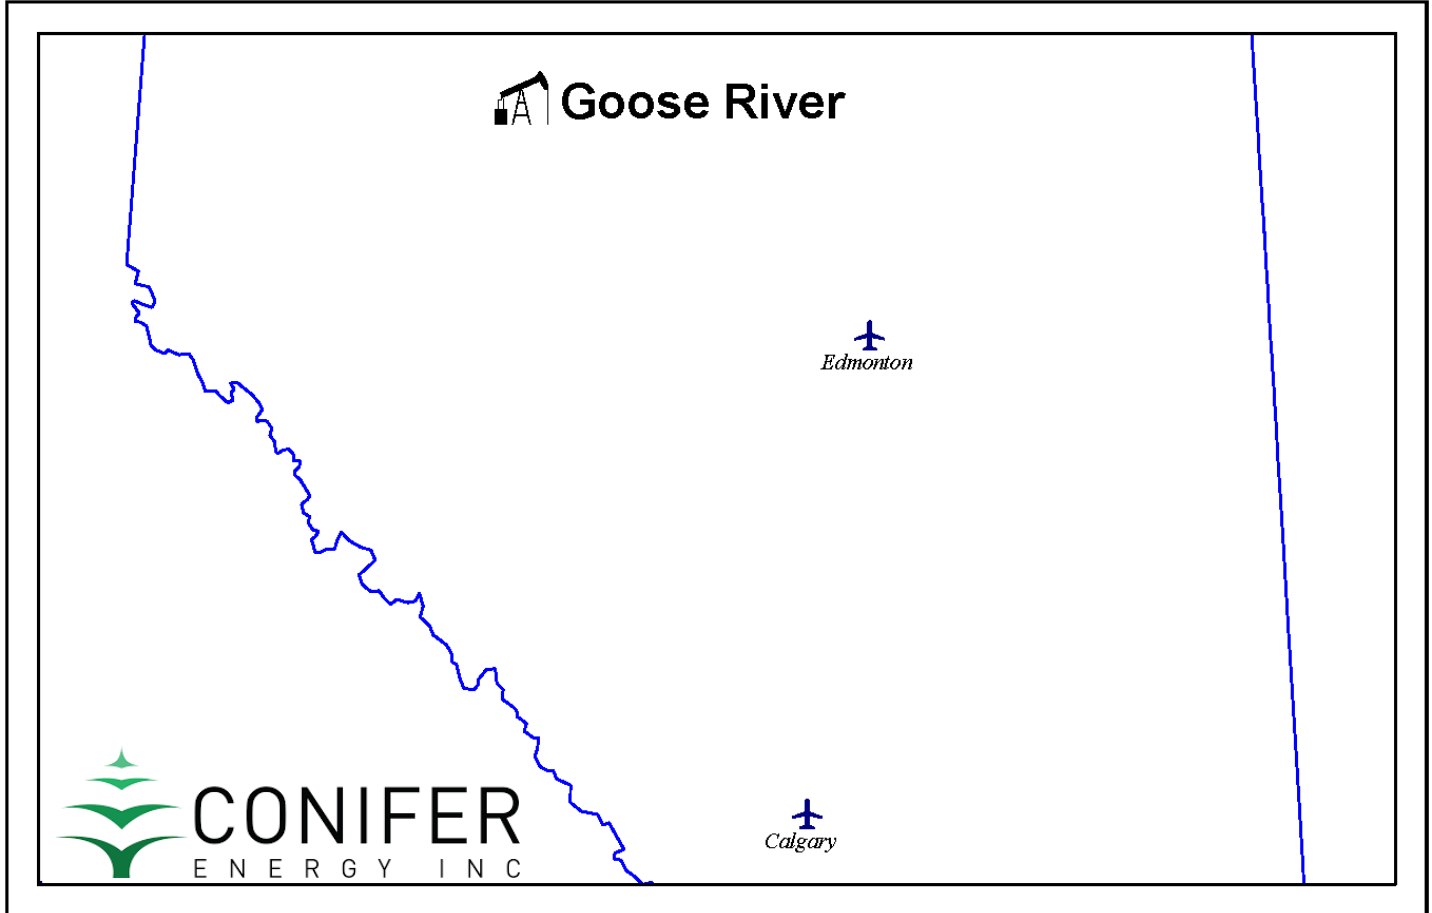 Goose River
Edmonton
Calgary
CONIFER
ENERGY INC